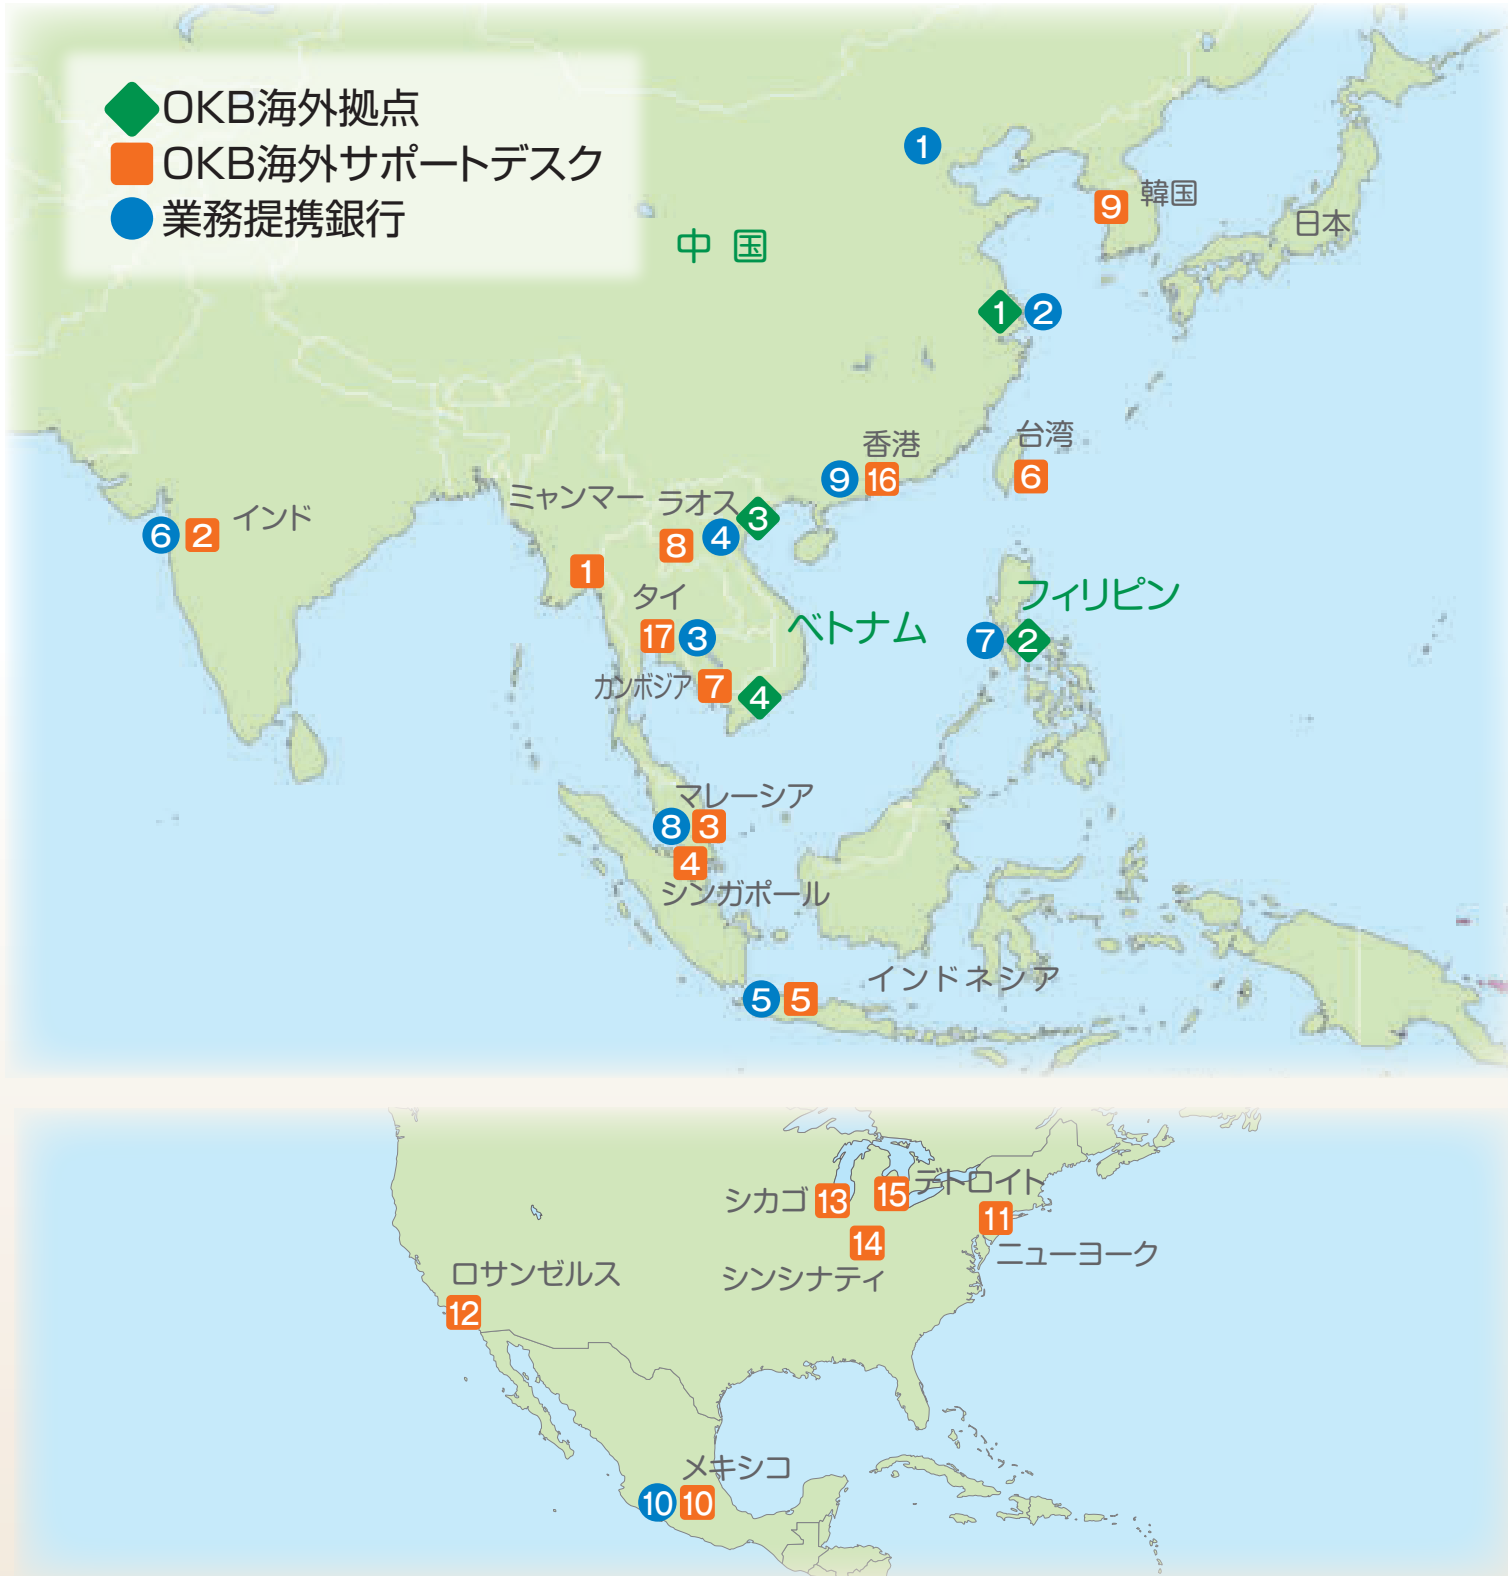 OKB海外拠点
OKB海外サポートデスク
業務提携銀行
1
9 韓国
日本
中 国
1 2
香港
台湾
9 16
6
ミャンマー ラオス
3
インド
6 2
8 4
1
タイ
フィリピン
ベトナム
17 3
7 2
カンボジア 7
4
マレーシア
8 3
4
シンガポール
インドネシア
5 5
シカゴ 13
15 デトロイト
11
14
ニューヨーク
ロサンゼルス
シンシナティ
12
メキシコ
10 10